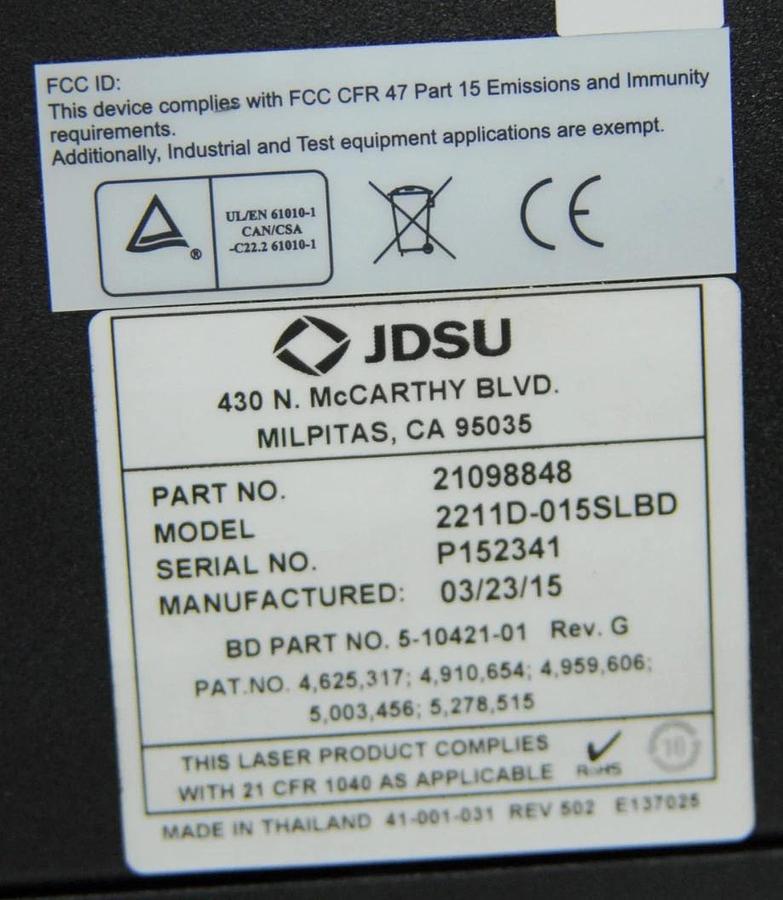 FCC ID:
This device complies with FCC CFR 47 Part 15 Emissions and Immunity
requirements.
Additionally, Industrial and Test equipment applications are exempt.
UL/EN 61010-1
CAN/CSA
-C22.2 61010-1
®
CE
JDSU
430 N. McCARTHY BLVD.
MILPITAS, CA 95035
PART NO. 21098848
MODEL 2211D-015SLBD
SERIAL NO. P152341
MANUFACTURED: 03/23/15
BD PART NO. 5-10421-01 Rev. G
PAT.NO. 4,625,317; 4,910,654; 4,959,606;
5,003,456; 5,278,515
THIS LASER PRODUCT COMPLIES
WITH 21 CFR 1040 AS APPLICABLE
RoHS
10
MADE IN THAILAND 41-001-031 REV 502 E137025